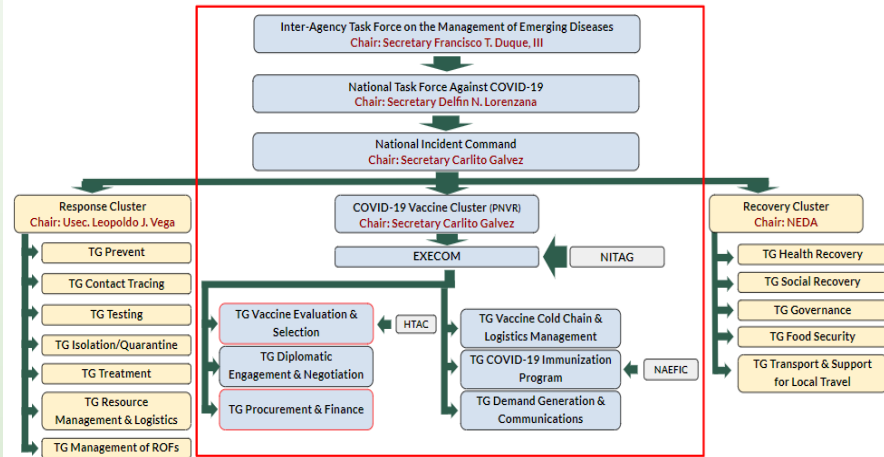 Inter-Agency Task Force on the Management of Emerging Diseases
Chair: Secretary Francisco T. Duque, III
National Task Force Against COVID-19
Chair: Secretary Delfin N. Lorenzana
National Incident Command
Chair: Secretary Carlito Galvez
Response Cluster
Chair: Usec. Leopoldo J. Vega
TG Prevent
TG Contact Tracing
TG Testing
TG Isolation/Quarantine
TG Treatment
TG Resource
Management & Logistics
TG Management of ROFs
COVID-19 Vaccine Cluster (PNVR)
Chair: Secretary Carlito Galvez
EXECOM
NITAG
TG Vaccine Evaluation &
Selection
HTAC
TG Diplomatic
Engagement & Negotiation
TG Procurement & Finance
TG Vaccine Cold Chain
& Logistics Management
TG COVID-19 Immunization
Program
NAEFIC
TG Demand Generation &
Communications
Recovery Cluster
Chair: NEDA
TG Health Recovery
TG Social Recovery
TG Governance
TG Food Security
TG Transport & Support
for Local Travel